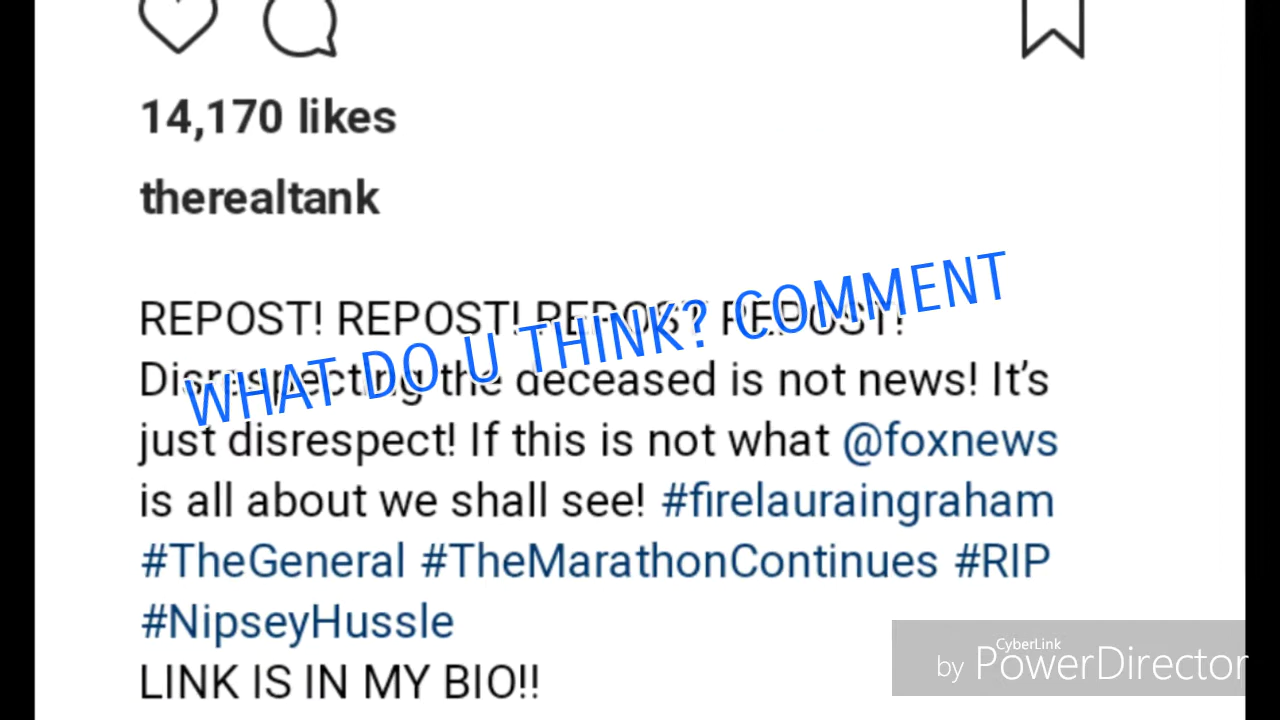 14,170 likes
therealtank
REPOST! REPOST! REPOST! REPOST!
WHAT DO U THINK? COMMENT
Disrespecting the deceased is not news! It’s
just disrespect! If this is not what @foxnews
is all about we shall see! #firelauraingraham
#TheGeneral #TheMarathonContinues #RIP
#NipseyHussle
LINK IS IN MY BIO!!
CyberLink
by PowerDirector